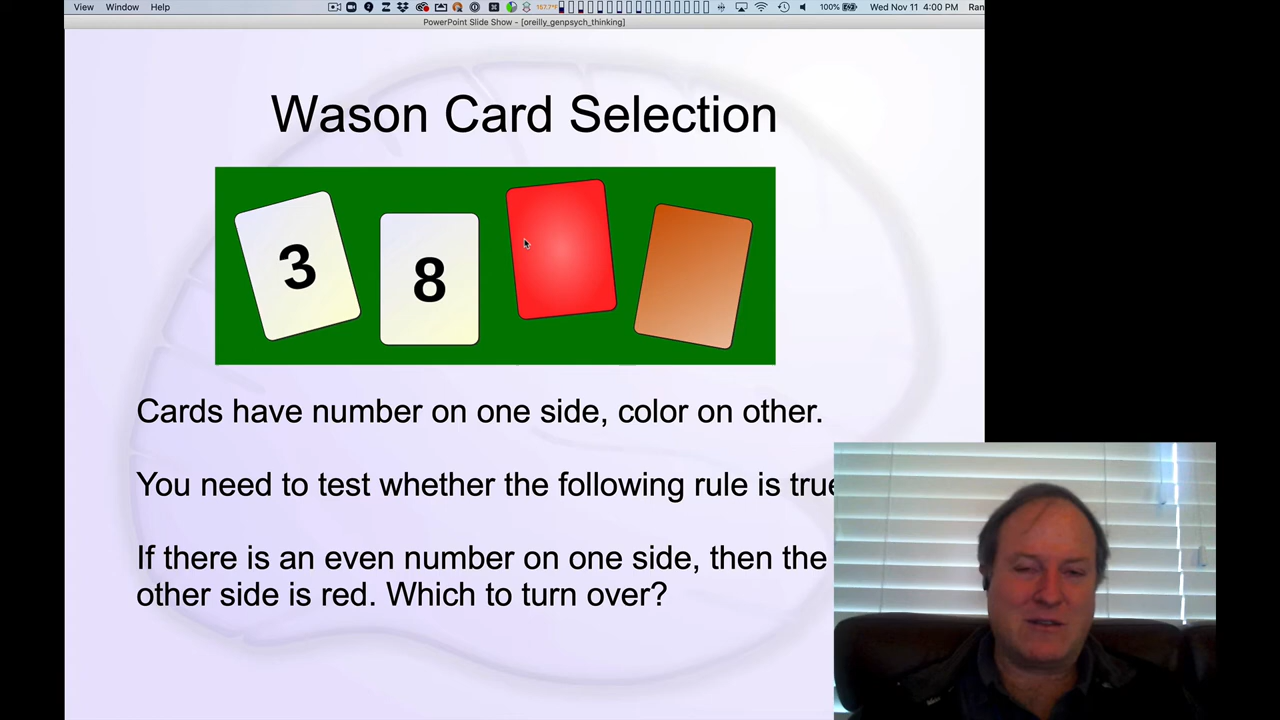 View Window Help 157.7°F 100% Wed Nov 11 4:00 PM Ran
PowerPoint Slide Show - [oreilly_genpsych_thinking]
Wason Card Selection
3 8
Cards have number on one side, color on other.
You need to test whether the following rule is true
If there is an even number on one side, then the
other side is red. Which to turn over?